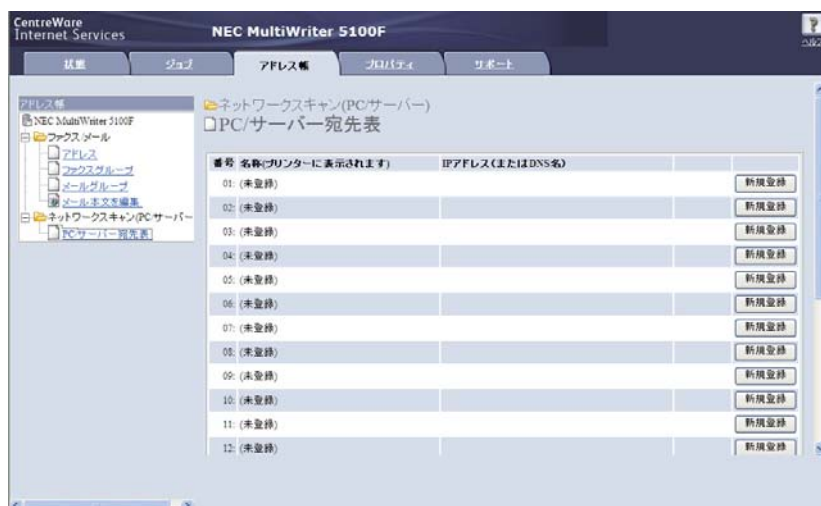 CentreWare
Internet Services
NEC MultiWriter 5100F
ヘルプ
状態
ジョブ
アドレス帳
プロパティ
サポート
アドレス帳
NEC MultiWriter 5100F
ファクス/メール
アドレス
ファクスグループ
メールグループ
メール本文を編集
ネットワークスキャン(PC/サーバー
PC/サーバー宛先表
ネットワークスキャン(PC/サーバー)
PC/サーバー宛先表
番号 名称(プリンターに表示されます) IPアドレス(またはDNS名)
01: (未登録) 新規登録
02: (未登録) 新規登録
03: (未登録) 新規登録
04: (未登録) 新規登録
05: (未登録) 新規登録
06: (未登録) 新規登録
07: (未登録) 新規登録
08: (未登録) 新規登録
09: (未登録) 新規登録
10: (未登録) 新規登録
11: (未登録) 新規登録
12: (未登録) 新規登録